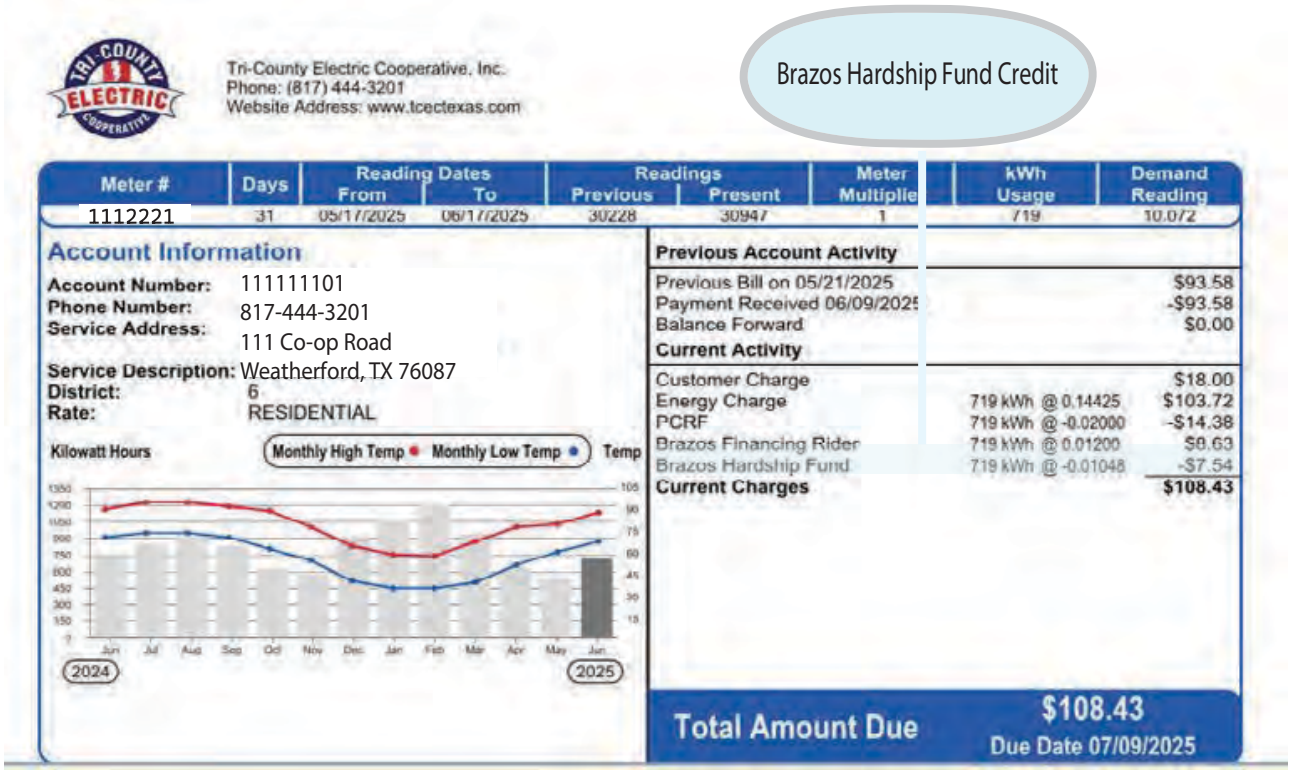 Brazos Hardship Fund Credit
TRI-COUNTY
ELECTRIC
COOPERATIVE
Tri-County Electric Cooperative, Inc.
Phone: (817) 444-3201
Website Address: www.tcectexas.com
Meter # Days Reading Dates Readings Meter kWh Demand
From To Previous Present Multiplie Usage Reading
1112221 31 05/17/2025 06/17/2025 30228 30947 1 719 10.072
Account Information
Account Number: 111111101
Phone Number: 817-444-3201
Service Address: 111 Co-op Road
Weatherford, TX 76087
Service Description:
District: 6
Rate: RESIDENTIAL
Kilowatt Hours Monthly High Temp Monthly Low Temp Temp
1350 105
1200 90
1050 75
900 60
750 45
600 30
450 15
300
150
0
Jun Jul Aug Sep Oct Nov Dec Jan Feb Mar Apr May Jun
2024 2025
Previous Account Activity
Previous Bill on 05/21/2025 $93.58
Payment Received 06/09/2025 -$93.58
Balance Forward $0.00
Current Activity
Customer Charge $18.00
Energy Charge 719 kWh @ 0.14425 $103.72
PCRF 719 kWh @ -0.02000 -$14.38
Brazos Financing Rider 719 kWh @ 0.01200 $8.63
Brazos Hardship Fund 719 kWh @ -0.01048 -$7.54
Current Charges $108.43
Total Amount Due $108.43
Due Date 07/09/2025